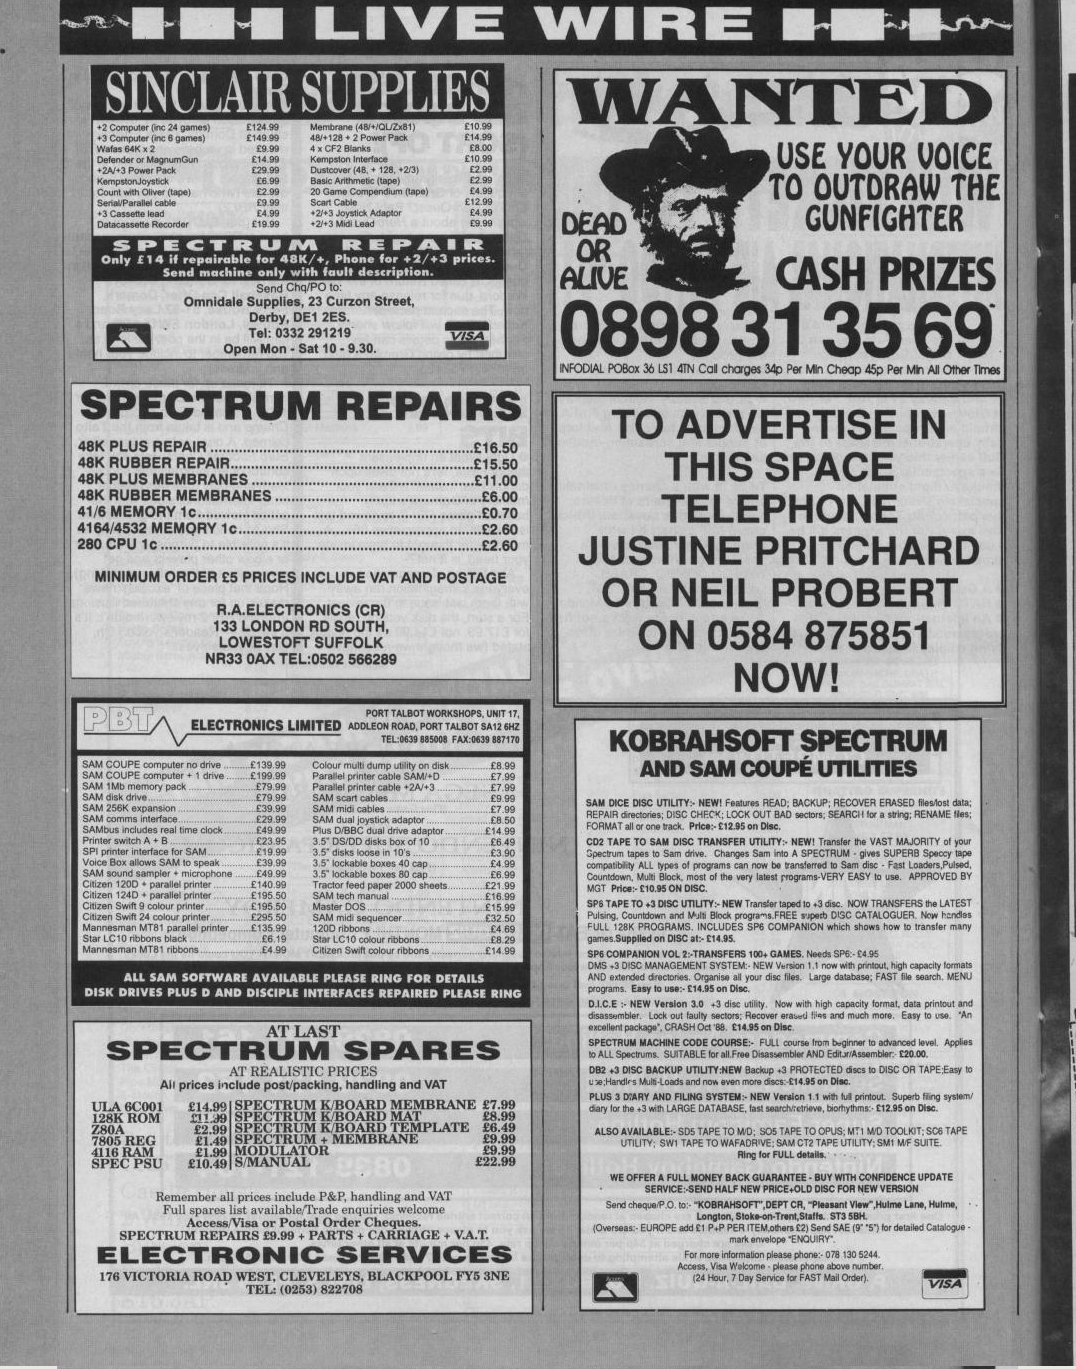 LIVE WIRE
SINCLAIR SUPPLIES
+2 Computer (inc 24 games) £124.99
+3 Computer (inc 6 games) £149.99
Wafas 64K x 2 £9.99
Defender or MagnumGun £14.99
+2A/+3 Power Pack £29.99
KempstonJoystick £6.99
Count with Oliver (tape) £2.99
Serial/Parallel cable £9.99
+3 Cassette lead £4.99
Datacassette Recorder £19.99
Membrane (48/+/QL/Zx81) £10.99
48/+128 + 2 Power Pack £14.99
4 x CF2 Blanks £8.00
Kempston Interface £10.99
Dustcover (48, + 128, +2/3) £2.99
Basic Arithmetic (tape) £2.99
20 Game Compendium (tape) £4.99
Scart Cable £12.99
+2/+3 Joystick Adaptor £4.99
+2/+3 Midi Lead £9.99
SPECTRUM REPAIR
Only £14 if repairable for 48K/+, Phone for +2/+3 prices.
Send machine only with fault description.
Send Chq/PO to:
Omnidale Supplies, 23 Curzon Street,
Derby, DE1 2ES.
Tel: 0332 291219
Open Mon - Sat 10 - 9.30.
Access
VISA
SPECTRUM REPAIRS
48K PLUS REPAIR ........ £16.50
48K RUBBER REPAIR ........ £15.50
48K PLUS MEMBRANES ........ £11.00
48K RUBBER MEMBRANES ........ £6.00
41/6 MEMORY 1c ........ £0.70
4164/4532 MEMORY 1c ........ £2.60
280 CPU 1c ........ £2.60
MINIMUM ORDER £5 PRICES INCLUDE VAT AND POSTAGE
R.A.ELECTRONICS (CR)
133 LONDON RD SOUTH,
LOWESTOFT SUFFOLK
NR33 0AX TEL:0502 566289
PBT ELECTRONICS LIMITED
PORT TALBOT WORKSHOPS, UNIT 17,
ADDLEON ROAD, PORT TALBOT SA12 6HZ
TEL:0639 885008 FAX:0639 887170
SAM COUPE computer no drive ........ £139.99
SAM COUPE computer + 1 drive ........ £199.99
SAM 1Mb memory pack ........ £79.99
SAM disk drive ........ £79.99
SAM 256K expansion ........ £39.99
SAM comms interface ........ £29.99
SAMbus includes real time clock ........ £49.99
Printer switch A + B ........ £23.95
SPI printer interface for SAM ........ £19.99
Voice Box allows SAM to speak ........ £39.99
SAM sound sampler + microphone ........ £49.99
Citizen 120D + parallel printer ........ £140.99
Citizen 124D + parallel printer ........ £195.50
Citizen Swift 9 colour printer ........ £195.50
Citizen Swift 24 colour printer ........ £295.50
Mannesman MT81 parallel printer ........ £135.99
Star LC10 ribbons black ........ £6.19
Mannesman MT81 ribbons ........ £4.99
Colour multi dump utility on disk ........ £8.99
Parallel printer cable SAM/+D ........ £7.99
Parallel printer cable +2A/+3 ........ £7.99
SAM scart cables ........ £9.99
SAM midi cables ........ £7.99
SAM dual joystick adaptor ........ £8.50
Plus D/BBC dual drive adaptor ........ £14.99
3.5" DS/DD disks box of 10 ........ £6.49
3.5" disks loose in 10's ........ £3.90
3.5" lockable boxes 40 cap ........ £4.99
3.5" lockable boxes 80 cap ........ £6.99
Tractor feed paper 2000 sheets ........ £21.99
SAM tech manual ........ £16.99
Master DOS ........ £15.99
SAM midi sequencer ........ £32.50
120D ribbons ........ £4.69
Star LC10 colour ribbons ........ £8.29
Citizen Swift colour ribbons ........ £14.99
ALL SAM SOFTWARE AVAILABLE PLEASE RING FOR DETAILS
DISK DRIVES PLUS D AND DISCIPLE INTERFACES REPAIRED PLEASE RING
AT LAST
SPECTRUM SPARES
AT REALISTIC PRICES
All prices include post/packing, handling and VAT
ULA 6C001 £14.99
128K ROM £11.99
Z80A £2.99
7805 REG £1.49
4116 RAM £1.99
SPEC PSU £10.49
SPECTRUM K/BOARD MEMBRANE £7.99
SPECTRUM K/BOARD MAT £8.99
SPECTRUM K/BOARD TEMPLATE £6.49
SPECTRUM + MEMBRANE £9.99
MODULATOR £9.99
S/MANUAL £22.99
Remember all prices include P&P, handling and VAT
Full spares list available/Trade enquiries welcome
Access/Visa or Postal Order Cheques.
SPECTRUM REPAIRS £9.99 + PARTS + CARRIAGE + V.A.T.
ELECTRONIC SERVICES
176 VICTORIA ROAD WEST, CLEVELEYS, BLACKPOOL FY5 3NE
TEL: (0253) 822708
WANTED
DEAD
OR
ALIVE
USE YOUR VOICE
TO OUTDRAW THE
GUNFIGHTER
CASH PRIZES
0898 31 35 69
INFODIAL POBox 36 LS1 4TN Call charges 34p Per Min Cheap 45p Per Min All Other Times
TO ADVERTISE IN
THIS SPACE
TELEPHONE
JUSTINE PRITCHARD
OR NEIL PROBERT
ON 0584 875851
NOW!
KOBRAHSOFT SPECTRUM
AND SAM COUPÉ UTILITIES
SAM DICE DISC UTILITY:- NEW! Features READ; BACKUP; RECOVER ERASED files/lost data;
REPAIR directories; DISC CHECK; LOCK OUT BAD sectors; SEARCH for a string; RENAME files;
FORMAT all or one track. Price:- £12.95 on Disc.
CD2 TAPE TO SAM DISC TRANSFER UTILITY:- NEW! Transfer the VAST MAJORITY of your
Spectrum tapes to Sam drive. Changes Sam into A SPECTRUM - gives SUPERB Speccy tape
compatibility ALL types of programs can now be transferred to Sam disc - Fast Loaders,Pulsed,
Countdown, Multi Block, most of the very latest programs-VERY EASY to use. APPROVED BY
MGT Price:- £10.95 ON DISC.
SP6 TAPE TO +3 DISC UTILITY:- NEW Transfer taped to +3 disc. NOW TRANSFERS the LATEST
Pulsing, Countdown and Multi Block programs.FREE superb DISC CATALOGUER. Now handles
FULL 128K PROGRAMS. INCLUDES SP6 COMPANION which shows how to transfer many
games.Supplied on DISC at:- £14.95.
SP6 COMPANION VOL 2:-TRANSFERS 100+ GAMES. Needs SP6:- £4.95
DMS +3 DISC MANAGEMENT SYSTEM:- NEW Version 1.1 now with printout, high capacity formats
AND extended directories. Organise all your disc files. Large database; FAST file search. MENU
programs. Easy to use:- £14.95 on Disc.
D.I.C.E :- NEW Version 3.0 +3 disc utility. Now with high capacity format, data printout and
disassembler. Lock out faulty sectors; Recover erased files and much more. Easy to use. "An
excellent package", CRASH Oct '88. £14.95 on Disc.
SPECTRUM MACHINE CODE COURSE:- FULL course from beginner to advanced level. Applies
to ALL Spectrums. SUITABLE for all.Free Disassembler AND Editor/Assembler:- £20.00.
DB2 +3 DISC BACKUP UTILITY:NEW Backup +3 PROTECTED discs to DISC OR TAPE;Easy to
use;Handles Multi-Loads and now even more discs:-£14.95 on Disc.
PLUS 3 DIARY AND FILING SYSTEM:- NEW Version 1.1 with full printout. Superb filing system/
diary for the +3 with LARGE DATABASE, fast search/retrieve, biorhythms:- £12.95 on Disc.
ALSO AVAILABLE:- SD5 TAPE TO M/D; SO5 TAPE TO OPUS; MT1 M/D TOOLKIT; SC6 TAPE
UTILITY; SW1 TAPE TO WAFADRIVE; SAM CT2 TAPE UTILITY; SM1 M/F SUITE.
Ring for FULL details.
WE OFFER A FULL MONEY BACK GUARANTEE - BUY WITH CONFIDENCE UPDATE
SERVICE:-SEND HALF NEW PRICE+OLD DISC FOR NEW VERSION
Send cheque/P.O. to:- "KOBRAHSOFT",DEPT CR, "Pleasant View",Hulme Lane, Hulme,
Longton, Stoke-on-Trent,Staffs. ST3 5BH.
(Overseas:- EUROPE add £1 P+P PER ITEM,others £2) Send SAE (9" "5") for detailed Catalogue -
mark envelope "ENQUIRY".
For more information please phone:- 078 130 5244.
Access, Visa Welcome - please phone above number.
(24 Hour, 7 Day Service for FAST Mail Order).
Access
VISA